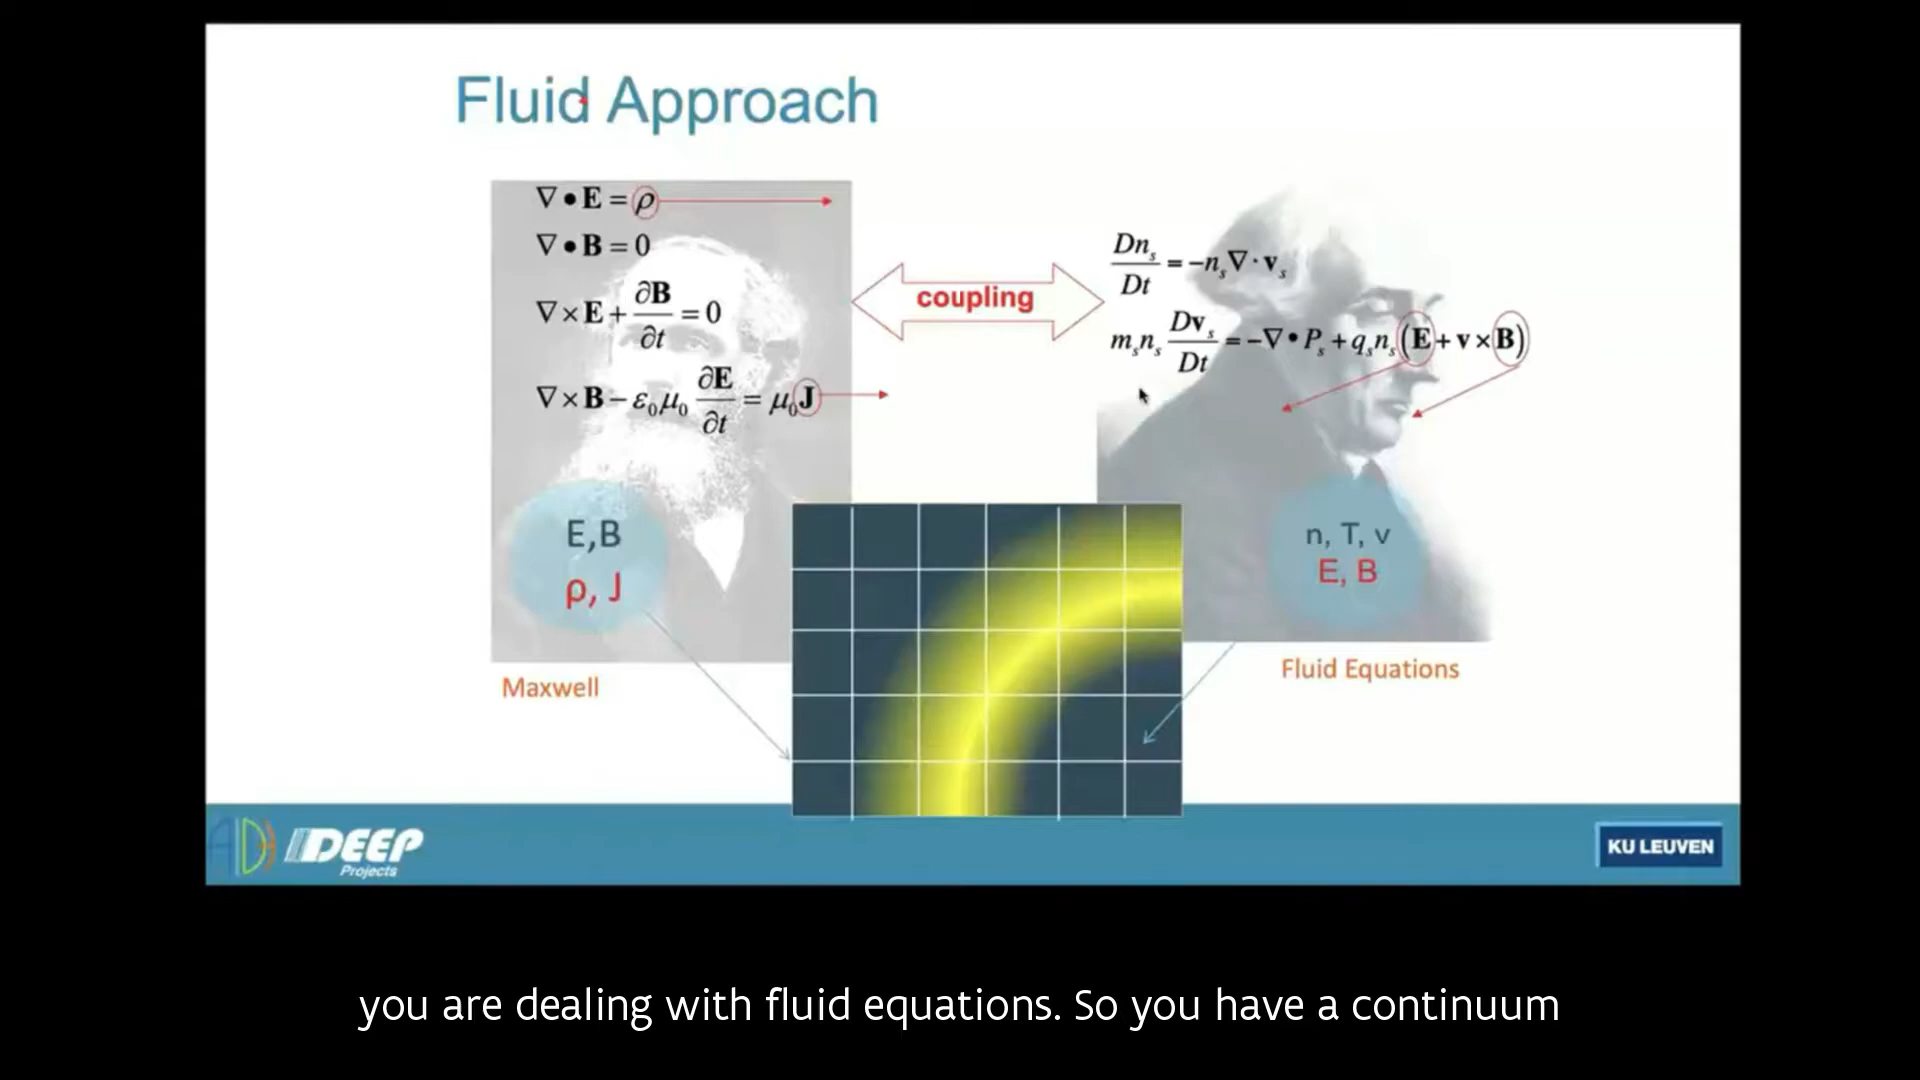 Fluid Approach
∇ • E = ρ
∇ • B = 0
∇ × E + ∂B/∂t = 0
∇ × B − ε₀μ₀ ∂E/∂t = μ₀J
coupling
Dnₛ/Dt = −nₛ∇ · vₛ
mₛnₛ Dvₛ/Dt = −∇ • Pₛ + qₛnₛ(E + v × B)
E,B
ρ, J
n, T, v
E, B
Maxwell
Fluid Equations
DEEP
Projects
KU LEUVEN
you are dealing with fluid equations. So you have a continuum